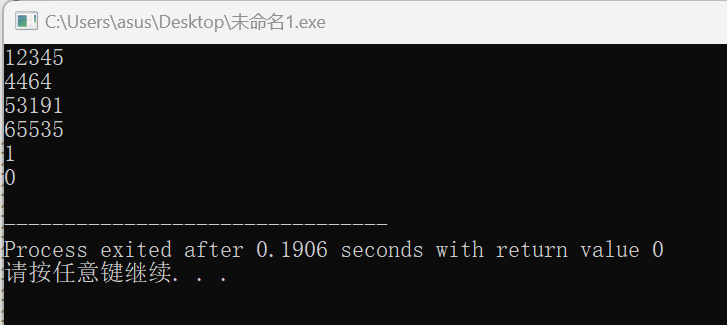 C:\Users\asus\Desktop\未命名1.exe
12345
4464
53191
65535
1
0
--------------------------------
Process exited after 0.1906 seconds with return value 0
请按任意键继续. . .